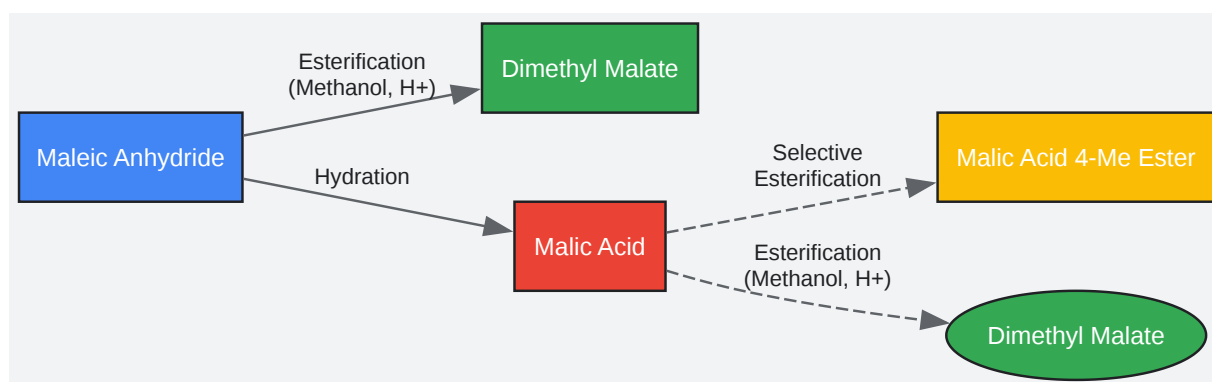 Esterification
(Methanol, H+)
Dimethyl Malate
Maleic Anhydride
Hydration
Selective
Esterification
Malic Acid 4-Me Ester
Malic Acid
Esterification
(Methanol, H+)
Dimethyl Malate